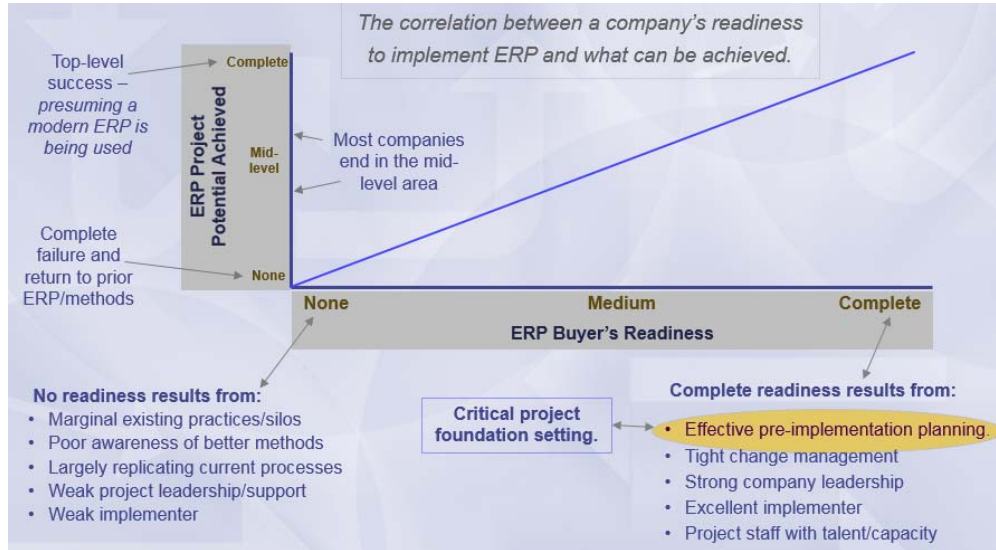 The correlation between a company's readiness
to implement ERP and what can be achieved.
Top-level
success –
presuming a
modern ERP is
being used
Complete
ERP Project
Potential Achieved
Mid-
level
Most companies
end in the mid-
level area
Complete
failure and
return to prior
ERP/methods
None
None
Medium
Complete
ERP Buyer's Readiness
No readiness results from:
• Marginal existing practices/silos
• Poor awareness of better methods
• Largely replicating current processes
• Weak project leadership/support
• Weak implementer
Critical project
foundation setting.
Complete readiness results from:
• Effective pre-implementation planning.
• Tight change management
• Strong company leadership
• Excellent implementer
• Project staff with talent/capacity